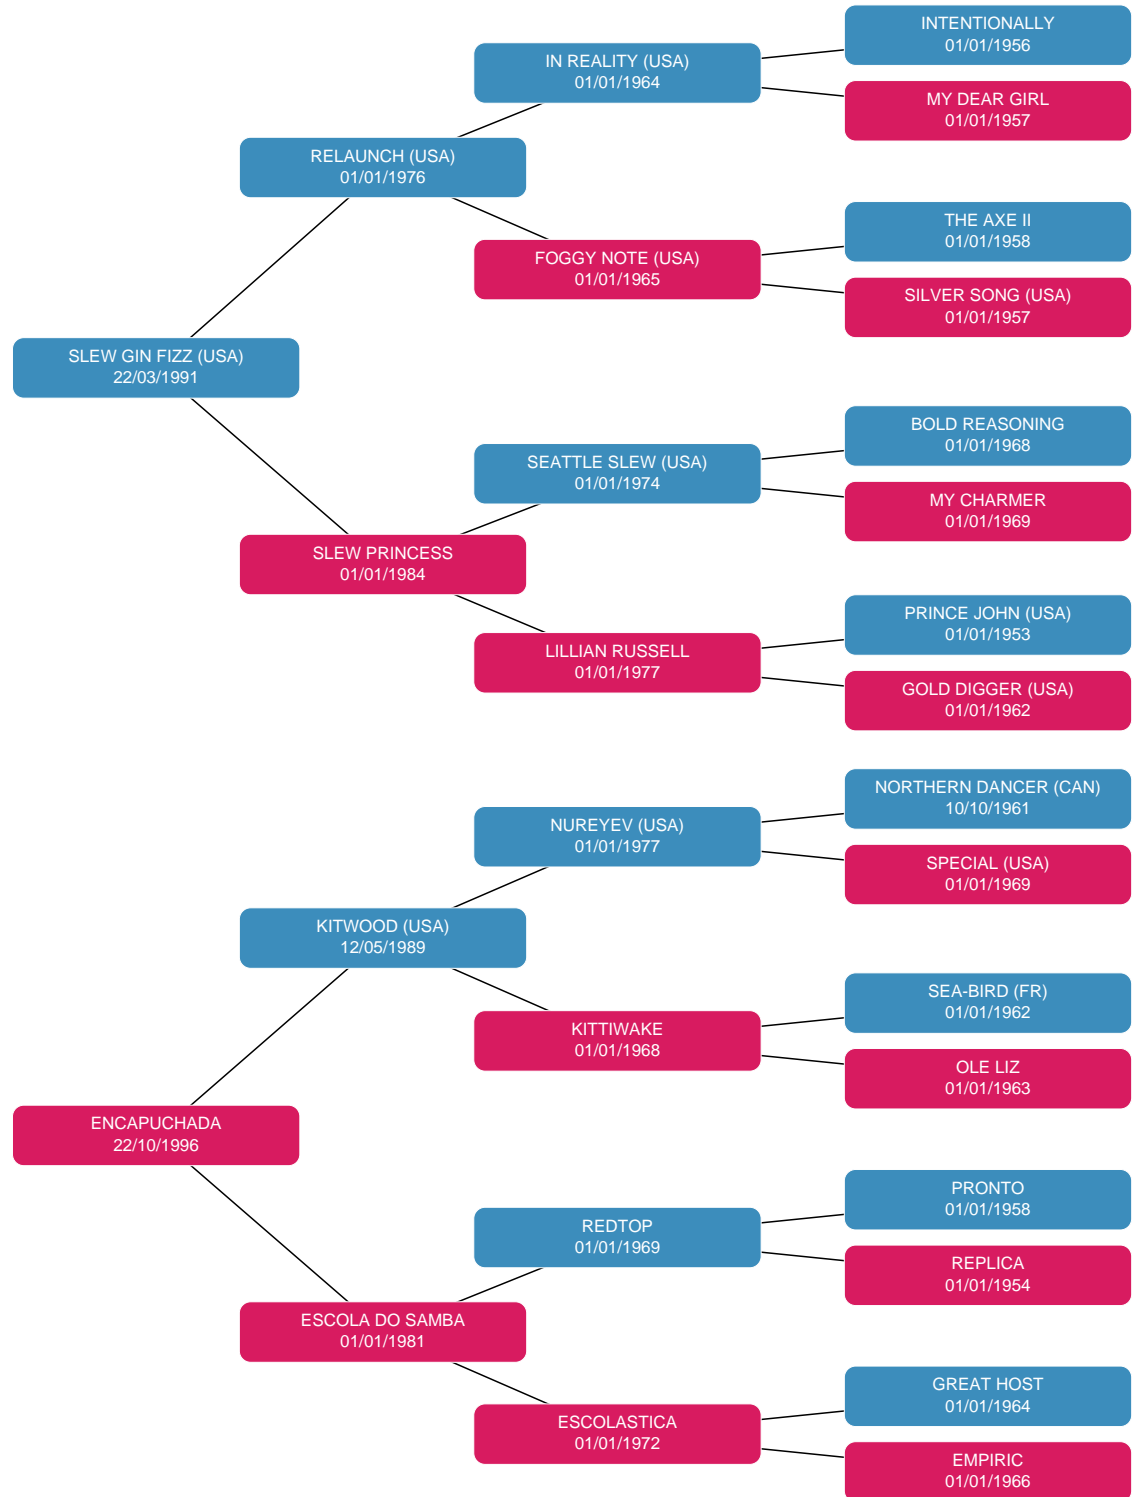 INTENTIONALLY
01/01/1956
IN REALITY (USA)
01/01/1964
MY DEAR GIRL
01/01/1957
RELAUNCH (USA)
01/01/1976
THE AXE II
01/01/1958
FOGGY NOTE (USA)
01/01/1965
SILVER SONG (USA)
01/01/1957
SLEW GIN FIZZ (USA)
22/03/1991
BOLD REASONING
01/01/1968
SEATTLE SLEW (USA)
01/01/1974
MY CHARMER
01/01/1969
SLEW PRINCESS
01/01/1984
PRINCE JOHN (USA)
01/01/1953
LILLIAN RUSSELL
01/01/1977
GOLD DIGGER (USA)
01/01/1962
NORTHERN DANCER (CAN)
10/10/1961
NUREYEV (USA)
01/01/1977
SPECIAL (USA)
01/01/1969
KITWOOD (USA)
12/05/1989
SEA-BIRD (FR)
01/01/1962
KITTIWAKE
01/01/1968
OLE LIZ
01/01/1963
ENCAPUCHADA
22/10/1996
PRONTO
01/01/1958
REDTOP
01/01/1969
REPLICA
01/01/1954
ESCOLA DO SAMBA
01/01/1981
GREAT HOST
01/01/1964
ESCOLASTICA
01/01/1972
EMPIRIC
01/01/1966